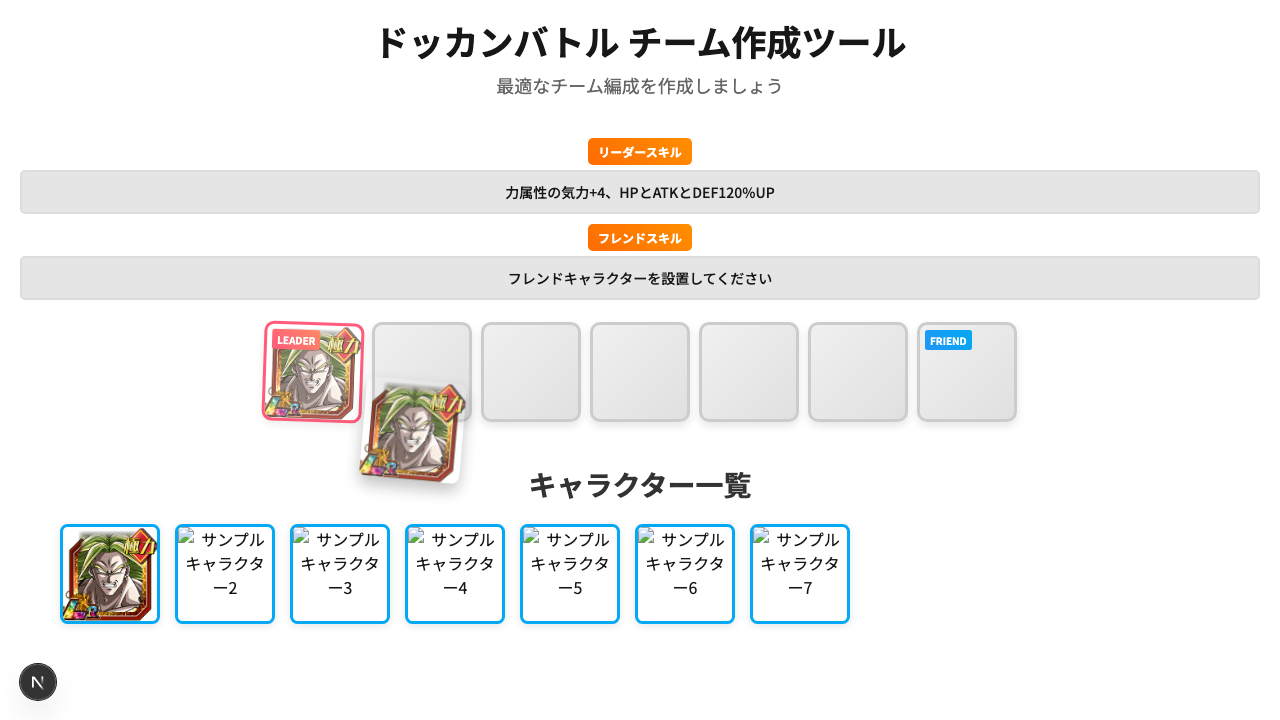 ドッカンバトル チーム作成ツール
最適なチーム編成を作成しましょう
リーダースキル
力属性の気力+4、HPとATKとDEF120%UP
フレンドスキル
フレンドキャラクターを設置してください
LEADER
極力
FRIEND
極力
LR
キャラクター一覧
極力
LR
サンプル
キャラクタ
ー2
サンプル
キャラクタ
ー3
サンプル
キャラクタ
ー4
サンプル
キャラクタ
ー5
サンプル
キャラクタ
ー6
サンプル
キャラクタ
ー7
N